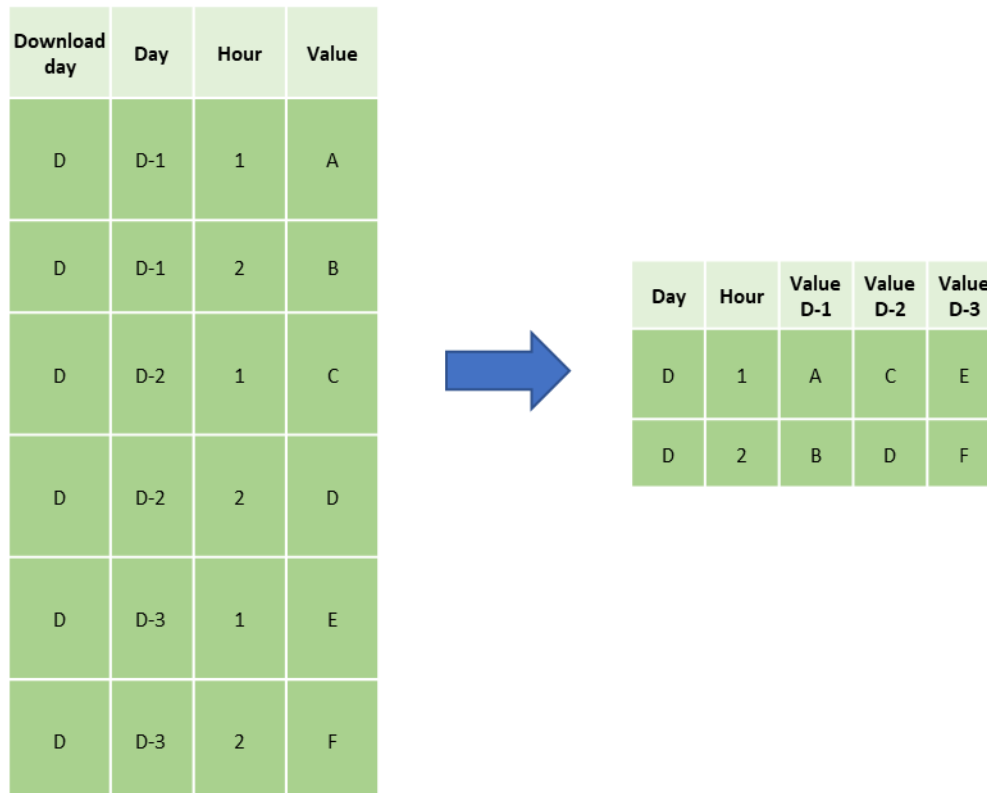 Download day Day Hour Value
D D-1 1 A
D D-1 2 B
D D-2 1 C
D D-2 2 D
D D-3 1 E
D D-3 2 F
Day Hour Value D-1 Value D-2 Value D-3
D 1 A C E
D 2 B D F